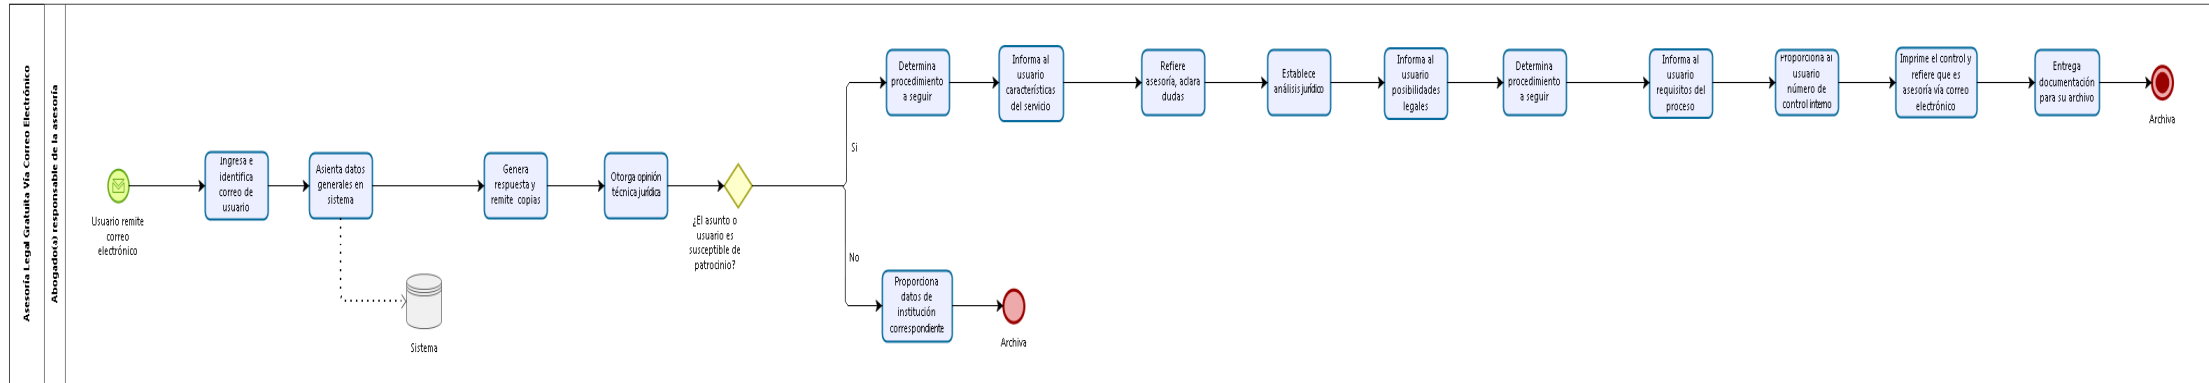 Asesoría Legal Gratuita Vía Correo Electrónico
Abogado(a) responsable de la asesoría
Usuario remite
correo
electrónico
Ingresa e
identifica
correo de
usuario
Asienta datos
generales en
sistema
Sistema
Genera
respuesta y
remite copias
Otorga opinión
técnica jurídica
¿El asunto o
usuario es
susceptible de
patrocinio?
Si
Determina
procedimiento
a seguir
Informa al
usuario
características
del servicio
Refiere
asesoría, aclara
dudas
Establece
análisis jurídico
Informa al
usuario
posibilidades
legales
Determina
procedimiento
a seguir
Informa al
usuario
requisitos del
proceso
Proporciona al
usuario
número de
control interno
Imprime el control y
refiere que es
asesoría vía correo
electrónico
Entrega
documentación
para su archivo
Archiva
No
Proporciona
datos de
institución
correspondiente
Archiva